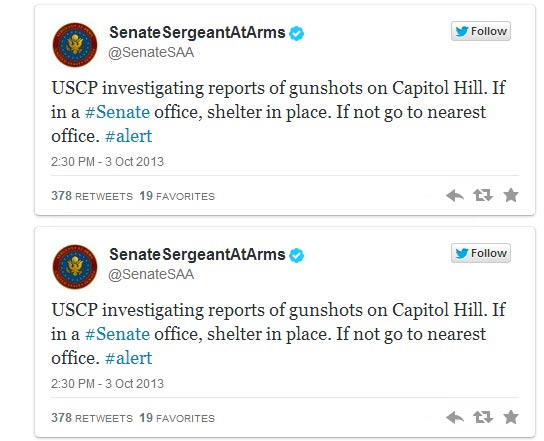 SenateSergeantAtArms
Follow
@SenateSAA
USCP investigating reports of gunshots on Capitol Hill. If
in a #Senate office, shelter in place. If not go to nearest
office. #alert
2:30 PM - 3 Oct 2013
378 RETWEETS 19 FAVORITES
SenateSergeantAtArms
Follow
@SenateSAA
USCP investigating reports of gunshots on Capitol Hill. If
in a #Senate office, shelter in place. If not go to nearest
office. #alert
2:30 PM - 3 Oct 2013
378 RETWEETS 19 FAVORITES